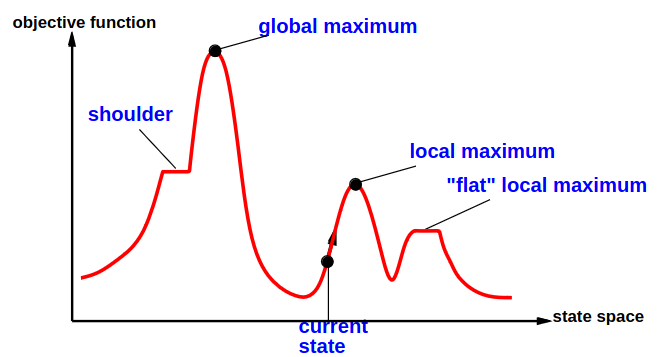 objective function
global maximum
shoulder
local maximum
"flat" local maximum
state space
current
state